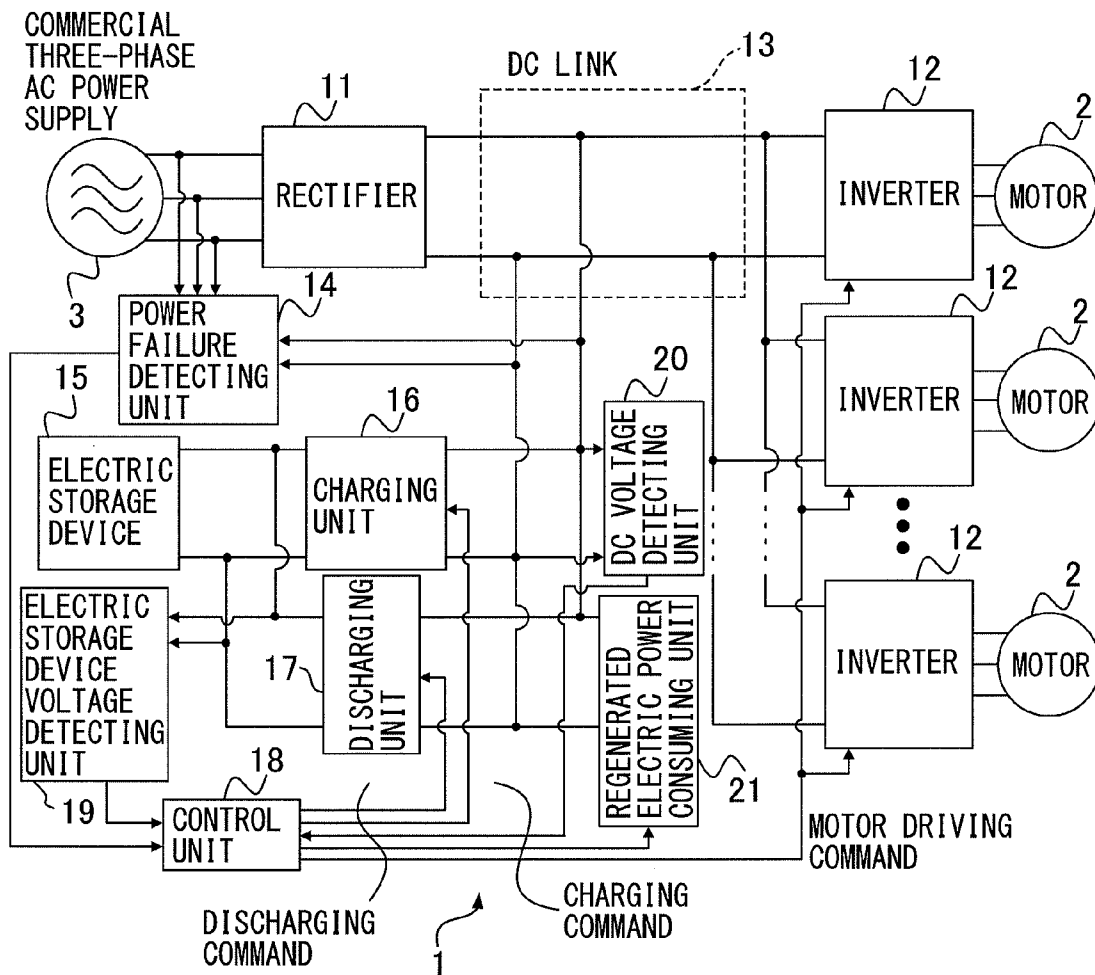 COMMERCIAL
THREE-PHASE
AC POWER
SUPPLY
11
RECTIFIER
DC LINK
13
12
INVERTER
2
MOTOR
3
14
POWER
FAILURE
DETECTING
UNIT
12
INVERTER
2
MOTOR
15
ELECTRIC
STORAGE
DEVICE
16
CHARGING
UNIT
20
DC VOLTAGE
DETECTING
UNIT
12
INVERTER
2
MOTOR
ELECTRIC
STORAGE
DEVICE
VOLTAGE
DETECTING
UNIT
19
17
DISCHARGING
UNIT
REGENERATED
ELECTRIC POWER
CONSUMING UNIT
21
18
CONTROL
UNIT
MOTOR DRIVING
COMMAND
DISCHARGING
COMMAND
CHARGING
COMMAND
1